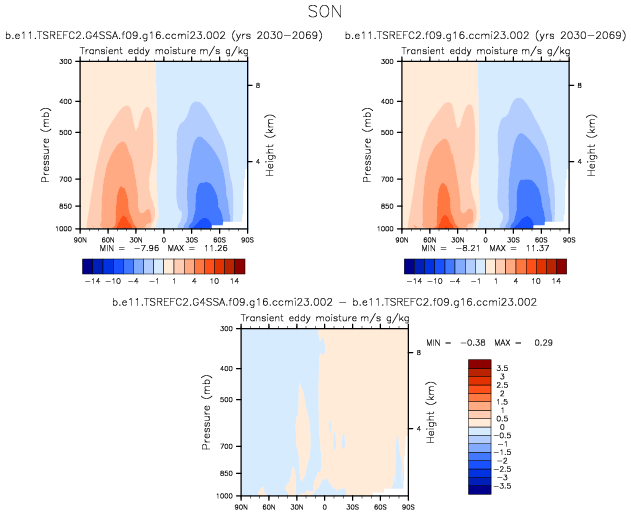 SON
b.e11.TSREFC2.G4SSA.f09.g16.ccmi23.002 (yrs 2030−2069)
b.e11.TSREFC2.f09.g16.ccmi23.002 (yrs 2030−2069)
Transient eddy moisture m/s g/kg
Transient eddy moisture m/s g/kg
300
400
500
700
850
1000
Pressure (mb)
8
4
Height (km)
90N 60N 30N 0 30S 60S 90S
MIN = −7.96 MAX = 11.26
−14 −10 −4 −1 1 4 10 14
300
400
500
700
850
1000
Pressure (mb)
8
4
Height (km)
90N 60N 30N 0 30S 60S 90S
MIN = −8.21 MAX = 11.37
−14 −10 −4 −1 1 4 10 14
b.e11.TSREFC2.G4SSA.f09.g16.ccmi23.002 − b.e11.TSREFC2.f09.g16.ccmi23.002
Transient eddy moisture m/s g/kg
300
400
500
700
850
1000
Pressure (mb)
8
4
Height (km)
90N 60N 30N 0 30S 60S 90S
MIN = −0.38 MAX = 0.29
3.5
3
2.5
2
1.5
1
0.5
0
−0.5
−1
−1.5
−2
−2.5
−3
−3.5